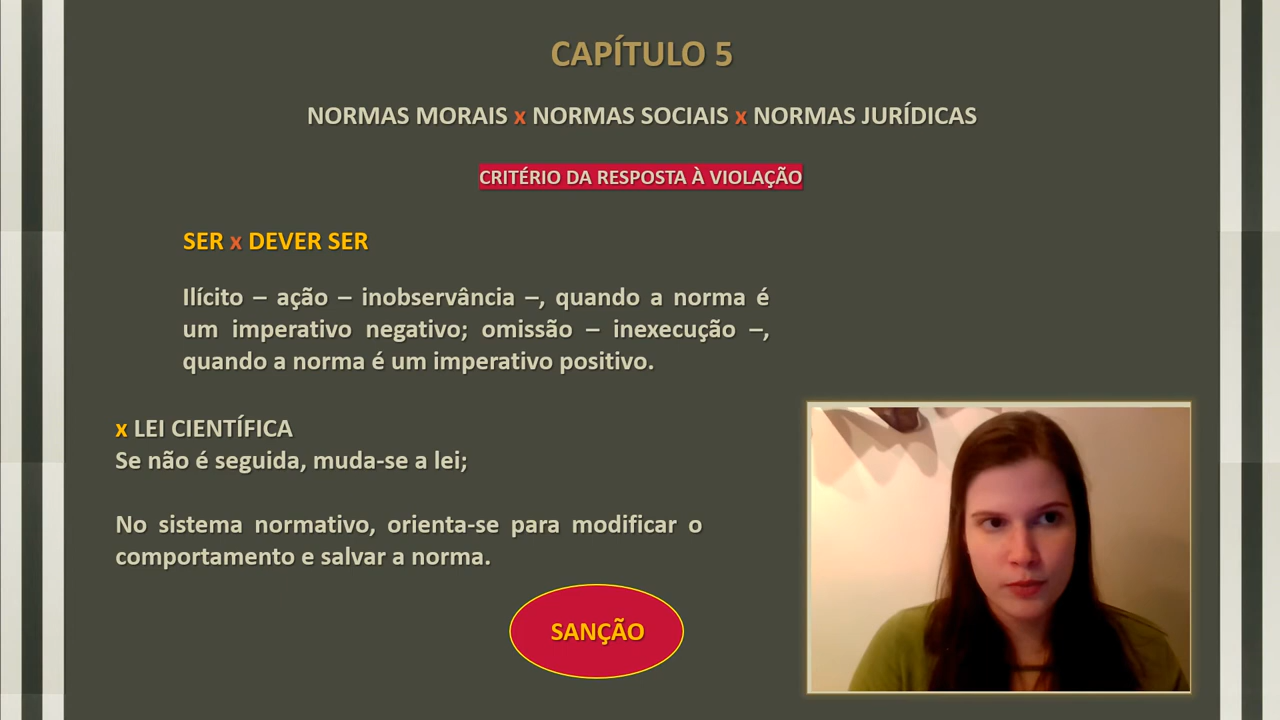 CAPÍTULO 5
NORMAS MORAIS x NORMAS SOCIAIS x NORMAS JURÍDICAS
CRITÉRIO DA RESPOSTA À VIOLAÇÃO
SER x DEVER SER
Ilícito – ação – inobservância –, quando a norma é
um imperativo negativo; omissão – inexecução –,
quando a norma é um imperativo positivo.
x LEI CIENTÍFICA
Se não é seguida, muda-se a lei;
No sistema normativo, orienta-se para modificar o
comportamento e salvar a norma.
SANÇÃO